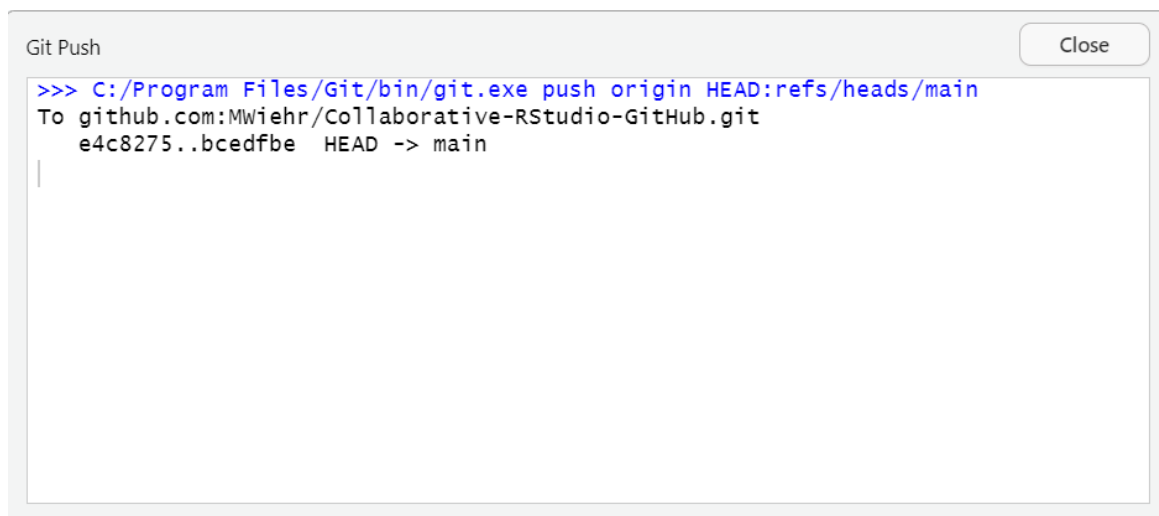 Git Push
Close
>>> C:/Program Files/Git/bin/git.exe push origin HEAD:refs/heads/main
To github.com:MWiehr/Collaborative-RStudio-GitHub.git
   e4c8275..bcedfbe  HEAD -> main